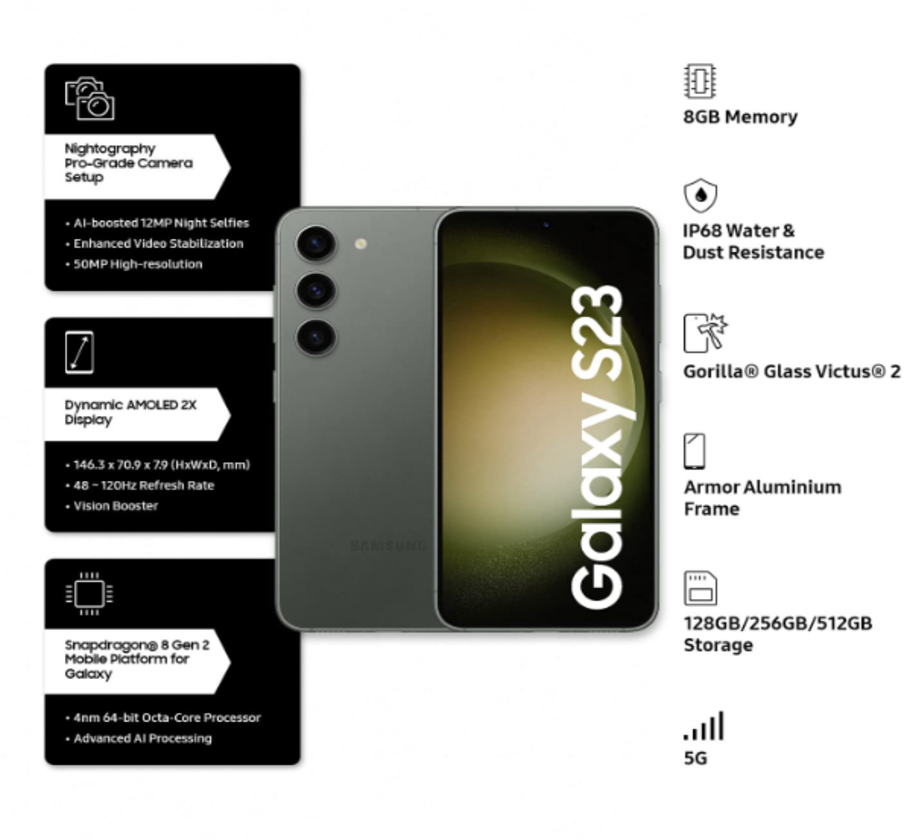 Nightography
Pro-Grade Camera
Setup
• AI-boosted 12MP Night Selfies
• Enhanced Video Stabilization
• 50MP High-resolution
Dynamic AMOLED 2X
Display
• 146.3 x 70.9 x 7.9 (HxWxD, mm)
• 48 ~ 120Hz Refresh Rate
• Vision Booster
Snapdragon® 8 Gen 2
Mobile Platform for
Galaxy
• 4nm 64-bit Octa-Core Processor
• Advanced AI Processing
SAMSUNG
Galaxy S23
8GB Memory
IP68 Water &
Dust Resistance
Gorilla® Glass Victus® 2
Armor Aluminium
Frame
128GB/256GB/512GB
Storage
5G